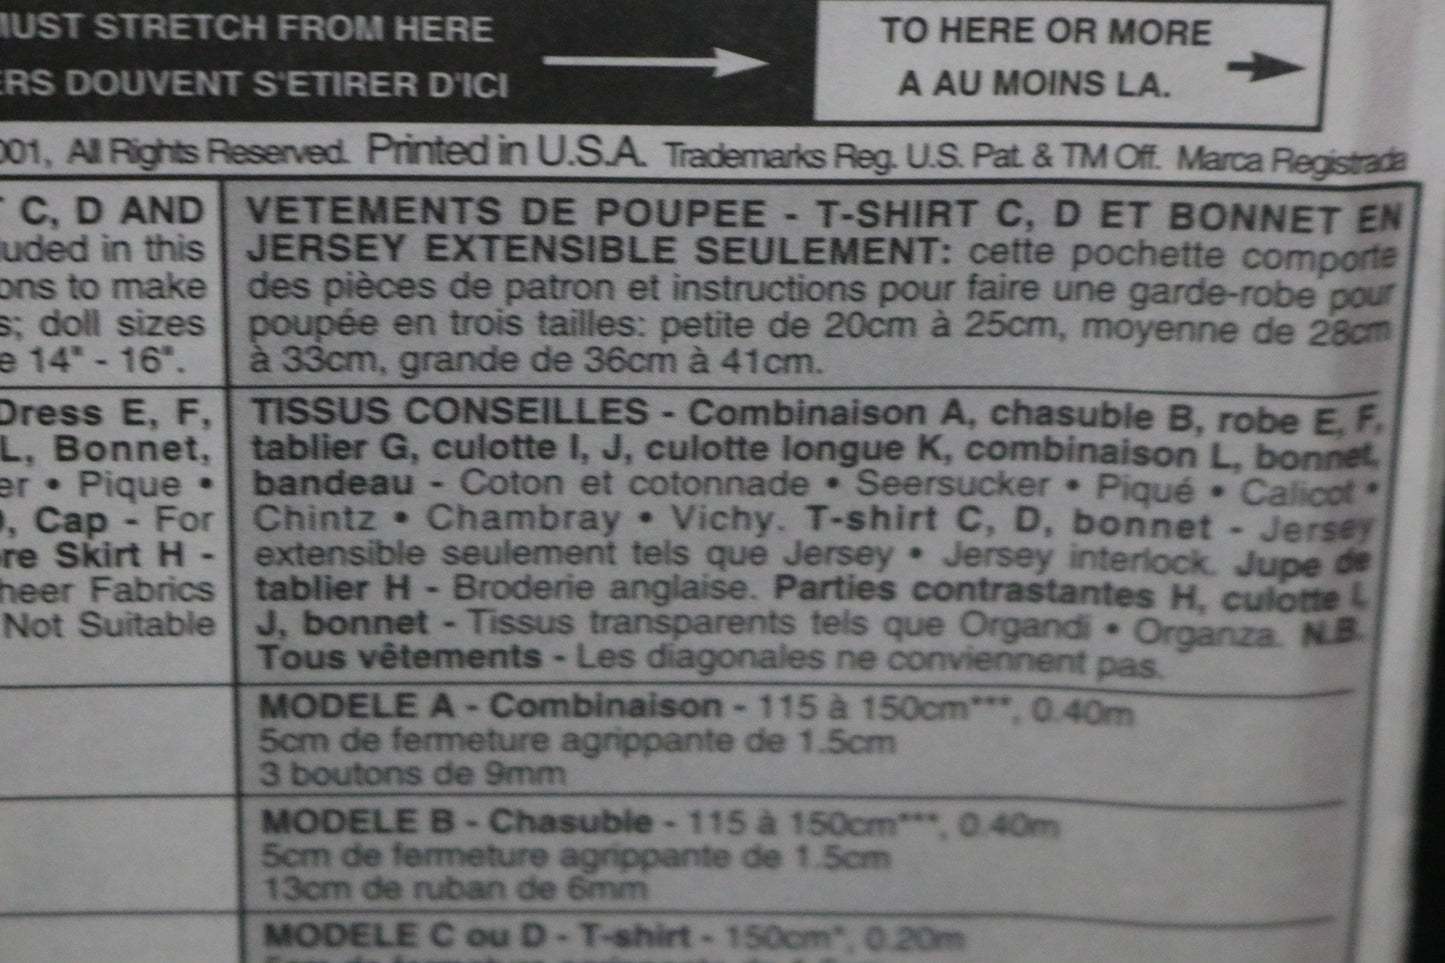 MUST STRETCH FROM HERE
TO HERE OR MORE
ERS DOUVENT S'ETIRER D'ICI
A AU MOINS LA.
001, All Rights Reserved. Printed in U.S.A. Trademarks Reg. U.S. Pat. & TM Off. Marca Registrada
C, D AND
luded in this
ons to make
s; doll sizes
e 14" - 16".
VETEMENTS DE POUPEE - T-SHIRT C, D ET BONNET EN
JERSEY EXTENSIBLE SEULEMENT: cette pochette comporte
des pièces de patron et instructions pour faire une garde-robe pour
poupée en trois tailles: petite de 20cm à 25cm, moyenne de 28cm
à 33cm, grande de 36cm à 41cm.
Dress E, F,
L, Bonnet,
er • Pique •
, Cap - For
re Skirt H -
heer Fabrics
Not Suitable
TISSUS CONSEILLES - Combinaison A, chasuble B, robe E, F,
tablier G, culotte I, J, culotte longue K, combinaison L, bonnet,
bandeau - Coton et cotonnade • Seersucker • Piqué • Calicot •
Chintz • Chambray • Vichy. T-shirt C, D, bonnet - Jersey
extensible seulement tels que Jersey • Jersey interlock. Jupe de
tablier H - Broderie anglaise. Parties contrastantes H, culotte I,
J, bonnet - Tissus transparents tels que Organdi • Organza. N.B.
Tous vêtements - Les diagonales ne conviennent pas.
MODELE A - Combinaison - 115 à 150cm***, 0.40m
5cm de fermeture agrippante de 1.5cm
3 boutons de 9mm
MODELE B - Chasuble - 115 à 150cm***, 0.40m
5cm de fermeture agrippante de 1.5cm
13cm de ruban de 6mm
MODELE C ou D - T-shirt - 150cm*, 0.20m